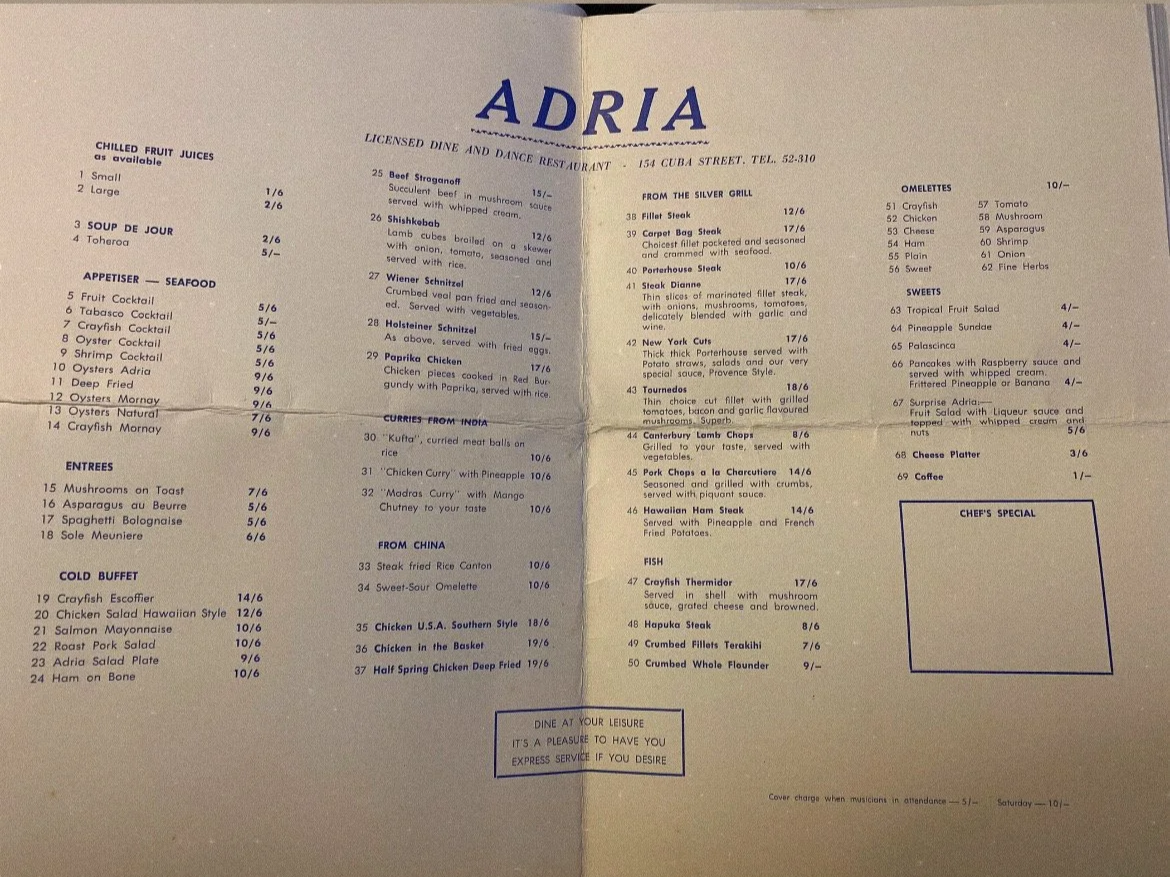 ADRIA
LICENSED DINE AND DANCE RESTAURANT - 154 CUBA STREET. TEL. 52-310
CHILLED FRUIT JUICES
as available
1 Small 1/6
2 Large 2/6
3 SOUP DE JOUR 2/6
4 Toheroa 5/–
APPETISER — SEAFOOD
5 Fruit Cocktail 5/6
6 Tabasco Cocktail 5/–
7 Crayfish Cocktail 5/6
8 Oyster Cocktail 5/6
9 Shrimp Cocktail 5/6
10 Oysters Adria 9/6
11 Deep Fried 9/6
12 Oysters Mornay 9/6
13 Oysters Natural 7/6
14 Crayfish Mornay 9/6
ENTREES
15 Mushrooms on Toast 7/6
16 Asparagus au Beurre 5/6
17 Spaghetti Bolognaise 5/6
18 Sole Meuniere 6/6
COLD BUFFET
19 Crayfish Escoffier 14/6
20 Chicken Salad Hawaiian Style 12/6
21 Salmon Mayonnaise 10/6
22 Roast Pork Salad 10/6
23 Adria Salad Plate 9/6
24 Ham on Bone 10/6
25 Beef Straganoff 15/–
Succulent beef in mushroom sauce
served with whipped cream.
26 Shishkebab 12/6
Lamb cubes broiled on a skewer
with onion, tomato, seasoned and
served with rice.
27 Wiener Schnitzel 12/6
Crumbed veal pan fried and season-
ed. Served with vegetables.
28 Holsteiner Schnitzel 15/–
As above, served with fried eggs.
29 Paprika Chicken 17/6
Chicken pieces cooked in Red Bur-
gundy with Paprika, served with rice.
CURRIES FROM INDIA
30 "Kufta", curried meat balls on
rice 10/6
31 "Chicken Curry" with Pineapple 10/6
32 "Madras Curry" with Mango
Chutney to your taste 10/6
FROM CHINA
33 Steak fried Rice Canton 10/6
34 Sweet-Sour Omelette 10/6
35 Chicken U.S.A. Southern Style 18/6
36 Chicken in the Basket 19/6
37 Half Spring Chicken Deep Fried 19/6
FROM THE SILVER GRILL
38 Fillet Steak 12/6
39 Carpet Bag Steak 17/6
Choicest fillet pocketed and seasoned
and crammed with seafood.
40 Porterhouse Steak 10/6
41 Steak Dianne 17/6
Thin slices of marinated fillet steak,
with onions, mushrooms, tomatoes,
delicately blended with garlic and
wine.
42 New York Cuts 17/6
Thick thick Porterhouse served with
Potato straws, salads and our very
special sauce, Provence Style.
43 Tournedos 18/6
Thin choice cut fillet with grilled
tomatoes, bacon and garlic flavoured
mushrooms. Superb.
44 Canterbury Lamb Chops 8/6
Grilled to your taste, served with
vegetables.
45 Pork Chops a la Charcutiere 14/6
Seasoned and grilled with crumbs,
served with piquant sauce.
46 Hawaiian Ham Steak 14/6
Served with Pineapple and French
Fried Potatoes.
FISH
47 Crayfish Thermidor 17/6
Served in shell with mushroom
sauce, grated cheese and browned.
48 Hapuka Steak 8/6
49 Crumbed Fillets Terakihi 7/6
50 Crumbed Whole Flounder 9/–
OMELETTES 10/–
51 Crayfish 57 Tomato
52 Chicken 58 Mushroom
53 Cheese 59 Asparagus
54 Ham 60 Shrimp
55 Plain 61 Onion
56 Sweet 62 Fine Herbs
SWEETS
63 Tropical Fruit Salad 4/–
64 Pineapple Sundae 4/–
65 Palascinca 4/–
66 Pancakes with Raspberry sauce and
served with whipped cream.
Frittered Pineapple or Banana 4/–
67 Surprise Adria:—
Fruit Salad with Liqueur sauce and
topped with whipped cream and
nuts 5/6
68 Cheese Platter 3/6
69 Coffee 1/–
CHEF'S SPECIAL
DINE AT YOUR LEISURE
IT'S A PLEASURE TO HAVE YOU
EXPRESS SERVICE IF YOU DESIRE
Cover charge when musicians in attendance — 5/– Saturday — 10/–